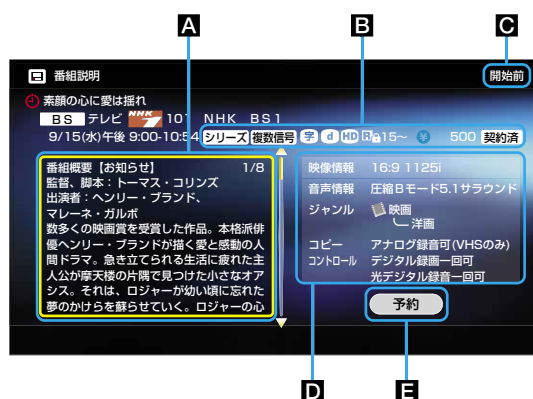 A
B
C
番組説明
開始前
素顔の心に愛は揺れ
BS テレビ NHK 101 NHK BS1
9/15(水)午後 9:00-10:54 シリーズ 複数信号 字 d HD R 15~ ¥ 500 契約済
番組概要【お知らせ】 1/8
監督、脚本：トーマス・コリンズ
出演者：ヘンリー・ブランド、
マレーネ・ガルボ
数多くの映画賞を受賞した作品。本格派俳
優ヘンリー・ブランドが描く愛と感動の人
間ドラマ。急き立てられる生活に疲れた主
人公が摩天楼の片隅で見つけた小さなオア
シス。それは、ロジャーが幼い頃に忘れた
夢のかけらを蘇らせていく。ロジャーの心
映像情報 16:9 1125i
音声情報 圧縮Bモード5.1サラウンド
ジャンル 映画
洋画
コピー アナログ録音可(VHSのみ)
コントロール デジタル録画一回可
光デジタル録音一回可
予約
D
E